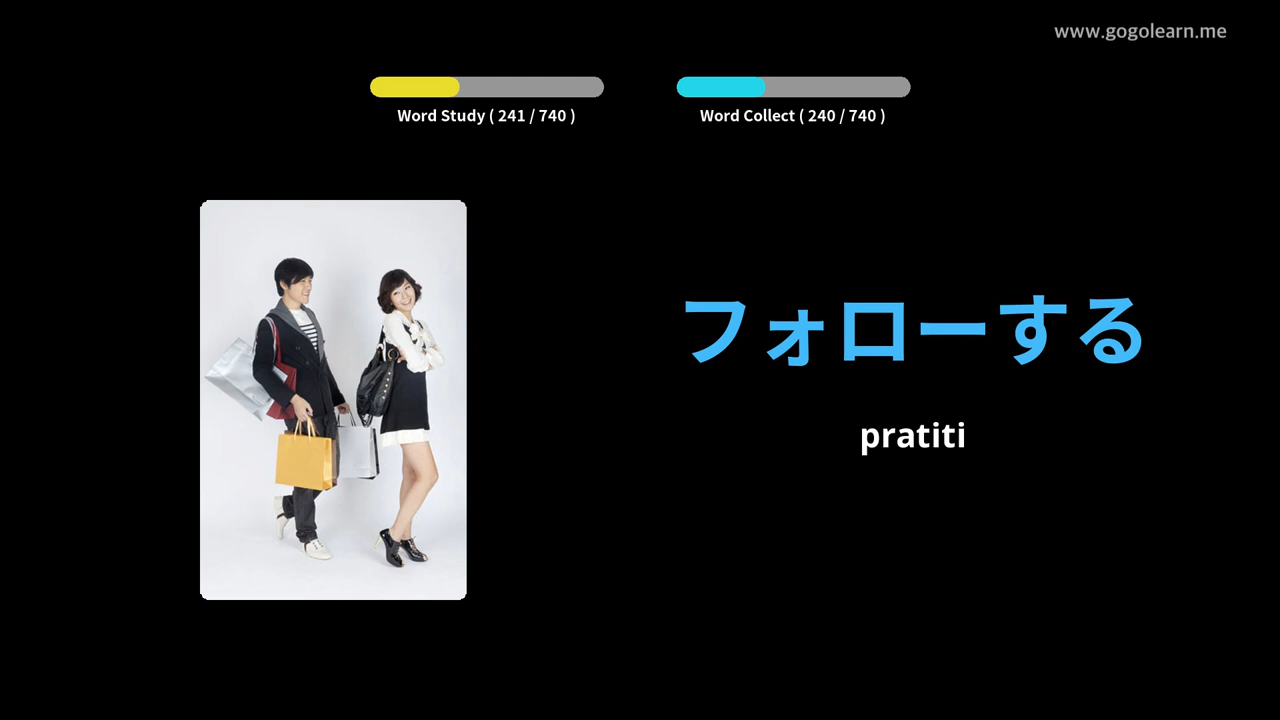 www.gogolearn.me
Word Study ( 241 / 740 )
Word Collect ( 240 / 740 )
フォローする
pratiti